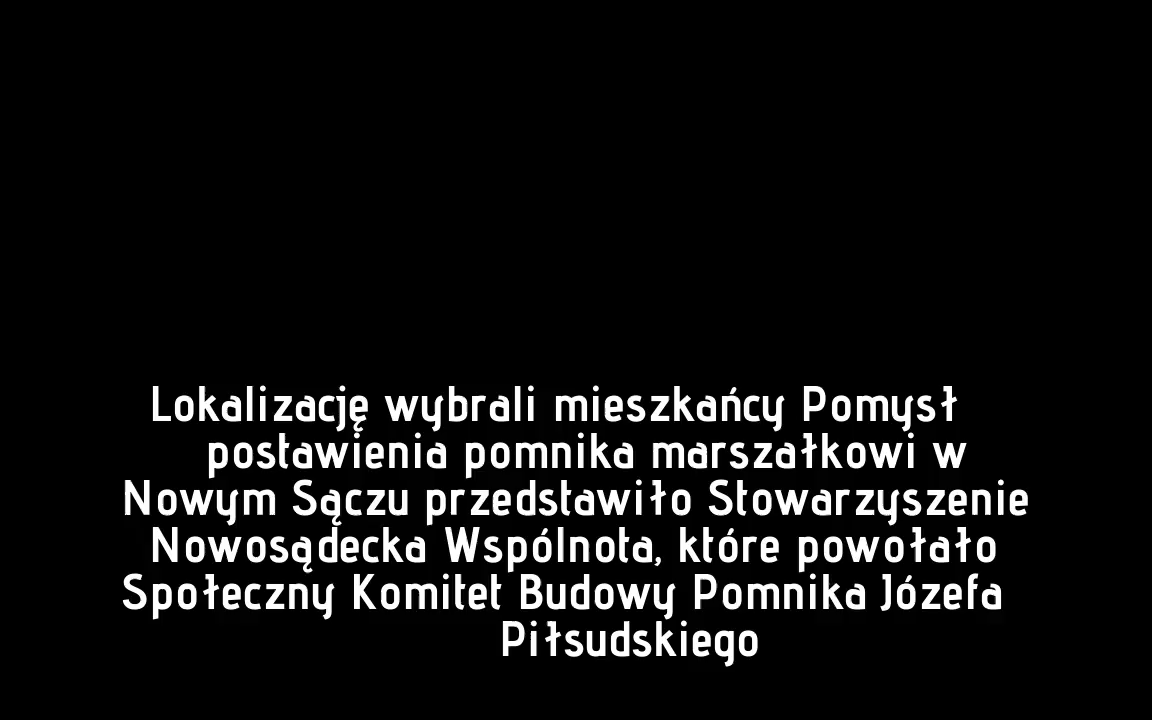 Lokalizację wybrali mieszkańcy Pomysł
postawienia pomnika marszałkowi w
Nowym Sączu przedstawiło Stowarzyszenie
Nowosądecka Wspólnota, które powołało
Społeczny Komitet Budowy Pomnika Józefa
Piłsudskiego